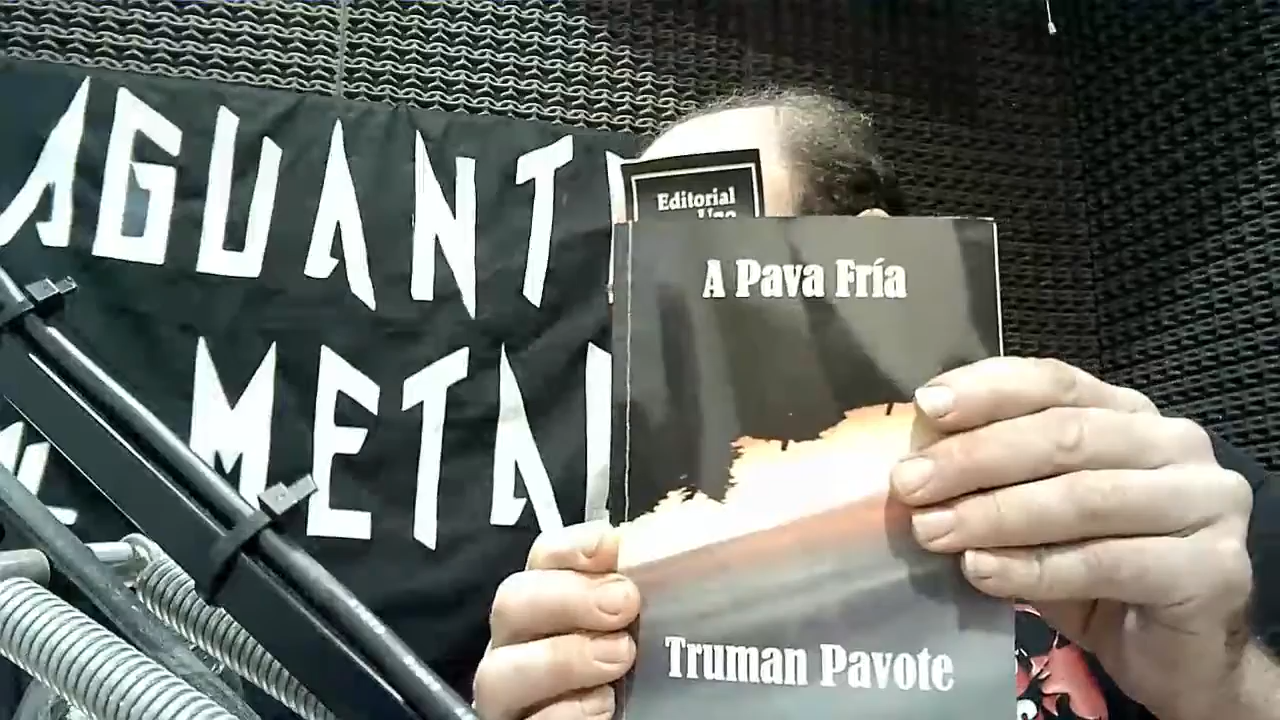 AGUANT
METAL
Editorial
A Pava Fría
Truman Pavote